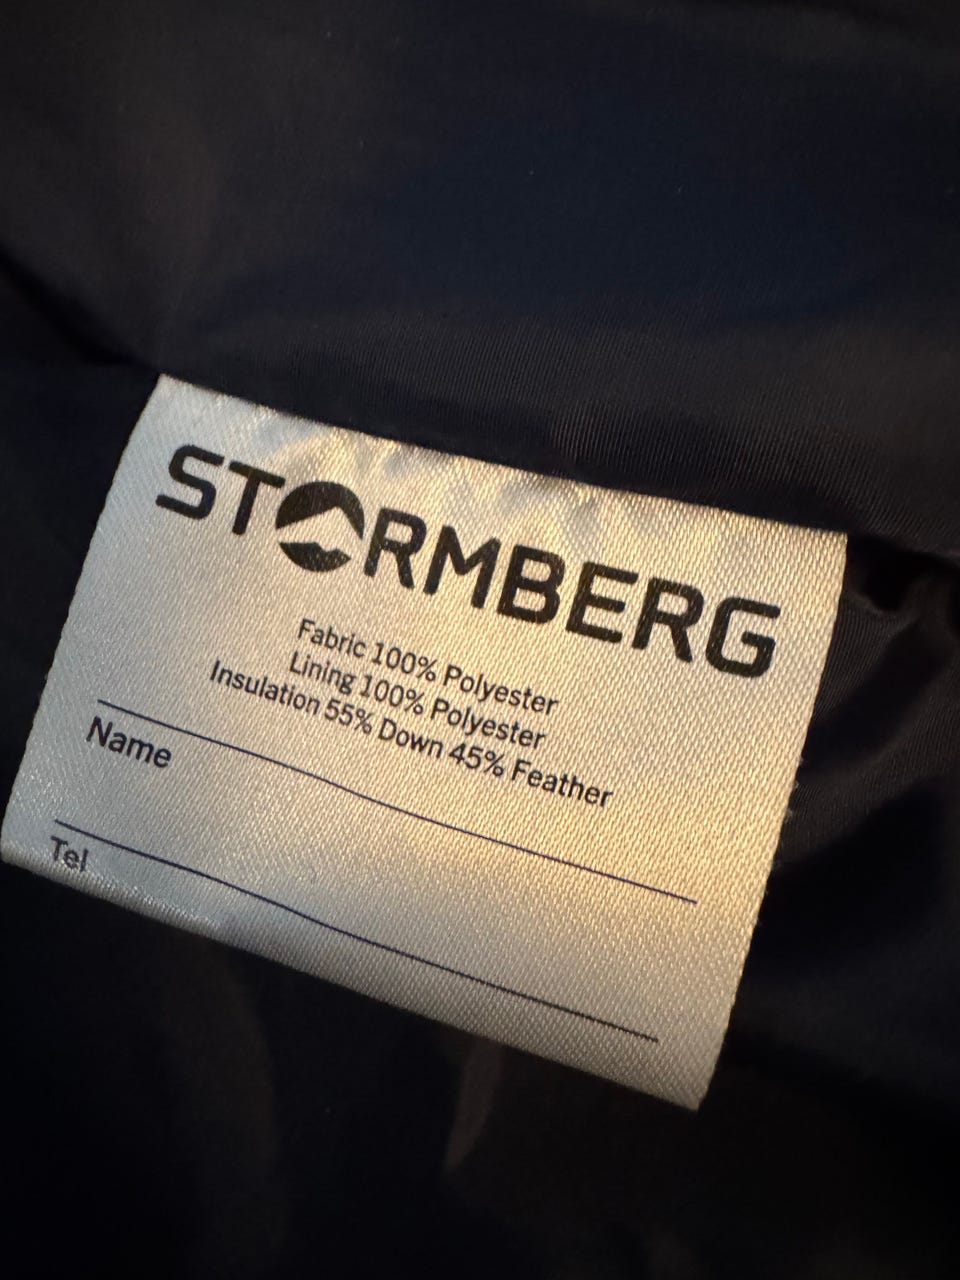 STORMBERG
Fabric 100% Polyester
Lining 100% Polyester
Insulation 55% Down 45% Feather
Name
Tel